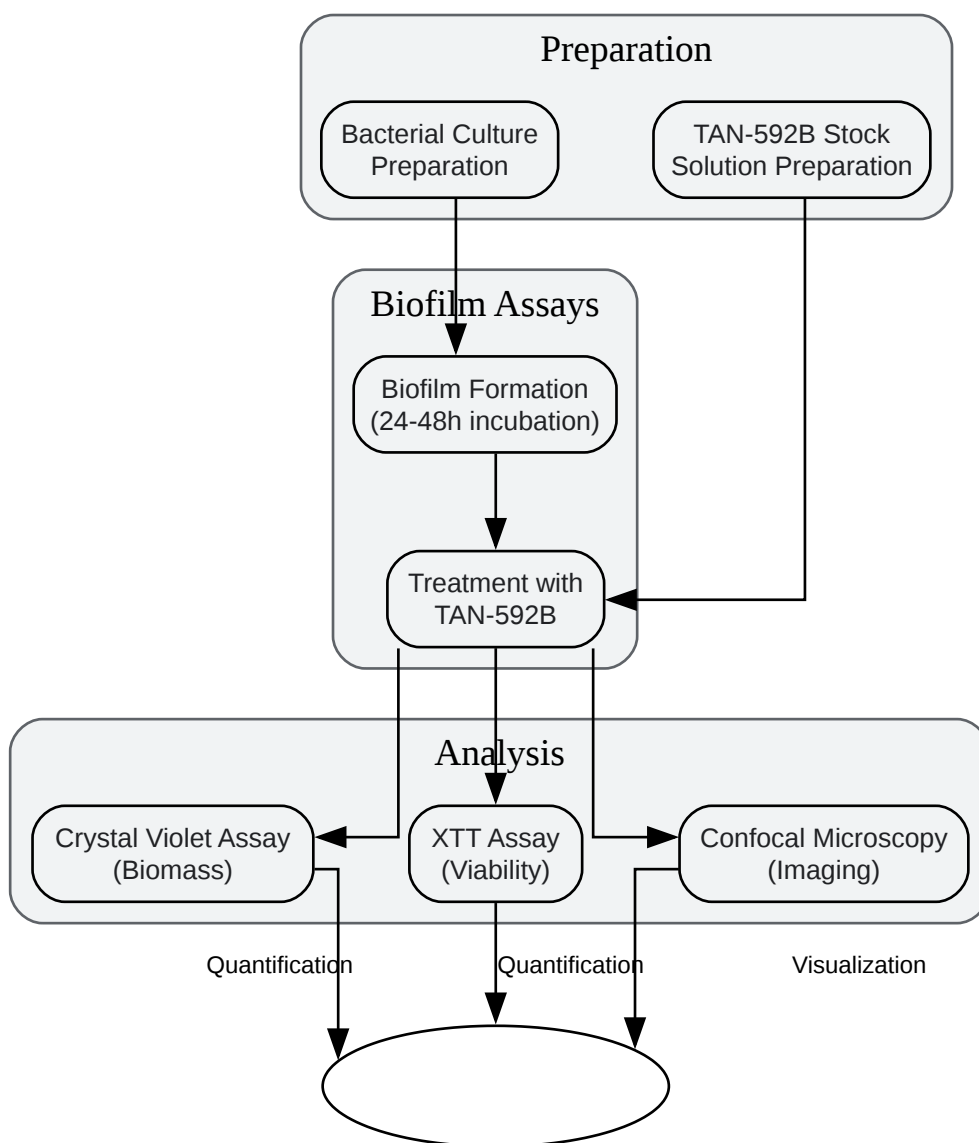 Preparation
Bacterial Culture
Preparation
TAN-592B Stock
Solution Preparation
Biofilm Assays
Biofilm Formation
(24-48h incubation)
Treatment with
TAN-592B
Analysis
Crystal Violet Assay
(Biomass)
XTT Assay
(Viability)
Confocal Microscopy
(Imaging)
Quantification
Quantification
Visualization